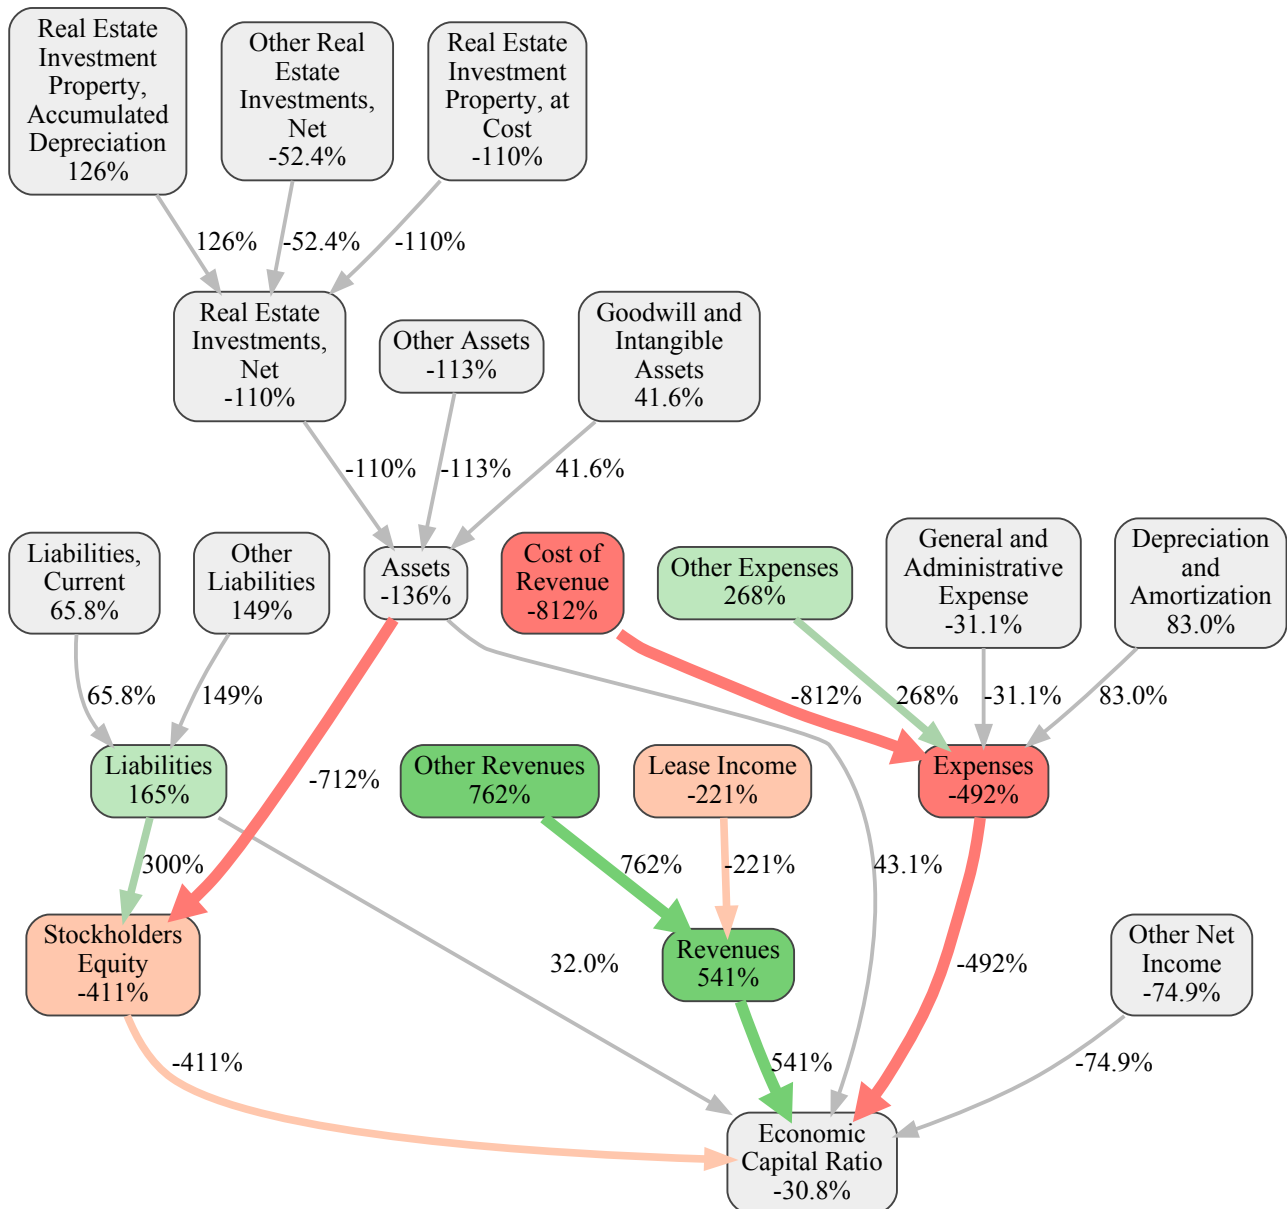 Real Estate
Investment
Property,
Accumulated
Depreciation
126%
Other Real
Estate
Investments,
Net
-52.4%
Real Estate
Investment
Property, at
Cost
-110%
126%
-52.4%
-110%
Real Estate
Investments,
Net
-110%
Other Assets
-113%
Goodwill and
Intangible
Assets
41.6%
-110%
-113%
41.6%
Liabilities,
Current
65.8%
Other
Liabilities
149%
Assets
-136%
Cost of
Revenue
-812%
Other Expenses
268%
General and
Administrative
Expense
-31.1%
Depreciation
and
Amortization
83.0%
65.8%
149%
-712%
-812%
268%
-31.1%
83.0%
Liabilities
165%
Other Revenues
762%
Lease Income
-221%
Expenses
-492%
300%
762%
-221%
43.1%
Stockholders
Equity
-411%
32.0%
Revenues
541%
-492%
Other Net
Income
-74.9%
-411%
541%
-74.9%
Economic
Capital Ratio
-30.8%